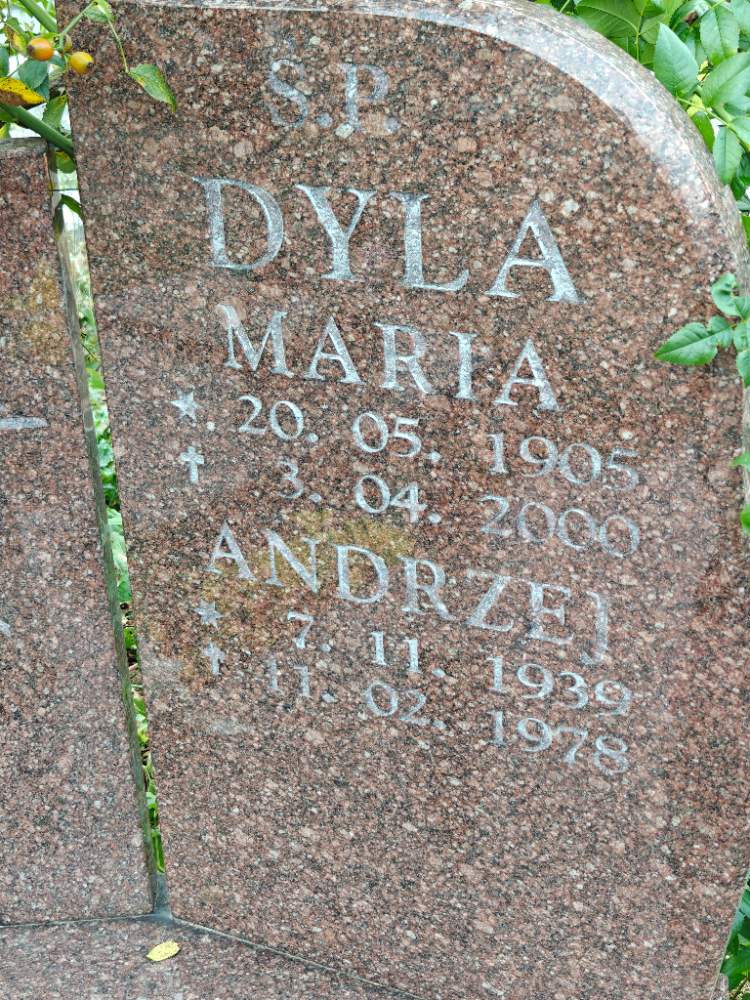 Ś.P.
DYLA
MARIA
* 20. 05. 1905
✝ 3. 04. 2000
ANDRZEJ
* 7. 11. 1939
✝ 11. 02. 1978